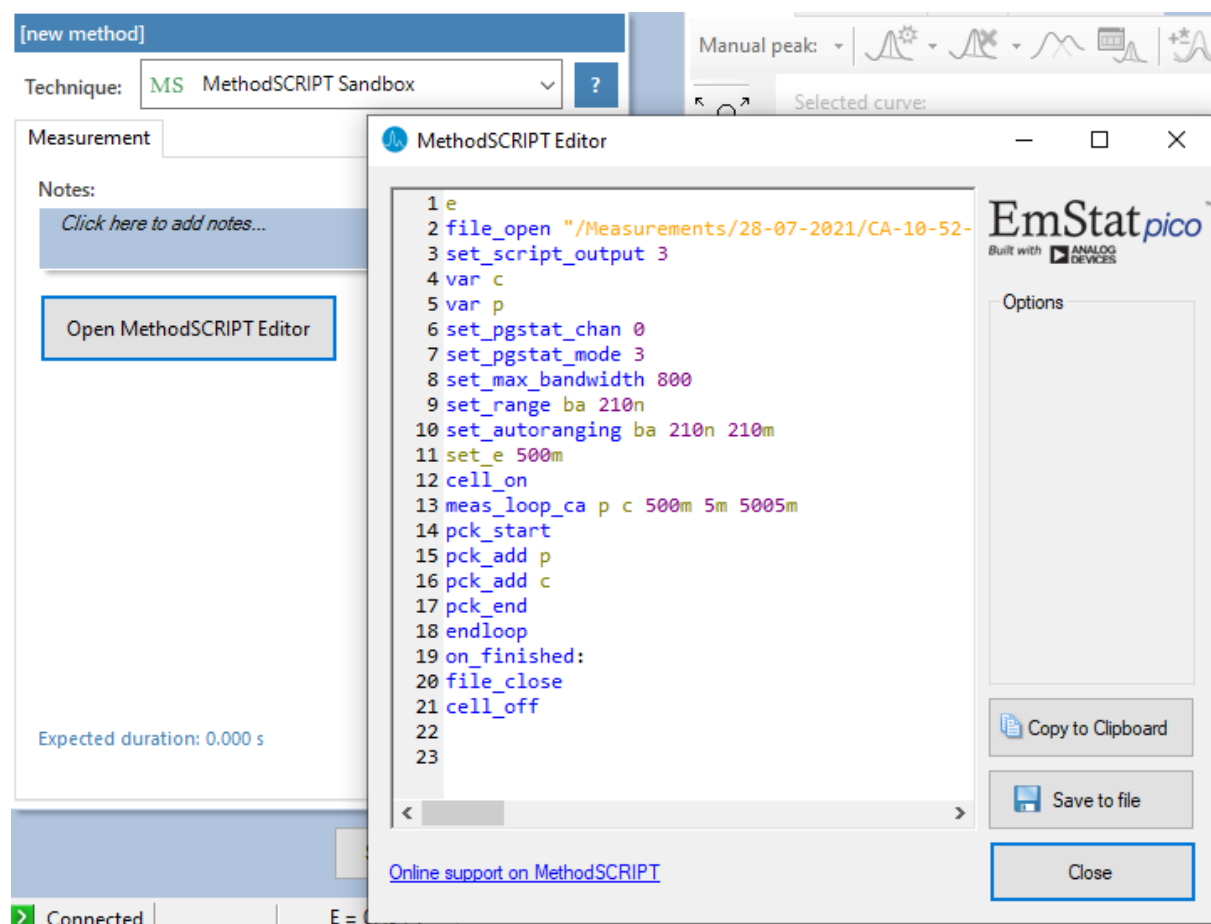 [new method]
Technique: MS MethodSCRIPT Sandbox ?
Measurement
Notes:
Click here to add notes...
Open MethodSCRIPT Editor
Expected duration: 0.000 s
Connected
E =
Manual peak:
Selected curve:
MethodSCRIPT Editor
1 e
2 file_open "/Measurements/28-07-2021/CA-10-52-
3 set_script_output 3
4 var c
5 var p
6 set_pgstat_chan 0
7 set_pgstat_mode 3
8 set_max_bandwidth 800
9 set_range ba 210n
10 set_autoranging ba 210n 210m
11 set_e 500m
12 cell_on
13 meas_loop_ca p c 500m 5m 5005m
14 pck_start
15 pck_add p
16 pck_add c
17 pck_end
18 endloop
19 on_finished:
20 file_close
21 cell_off
22
23
EmStat pico
Built with ANALOG DEVICES
Options
Copy to Clipboard
Save to file
Online support on MethodSCRIPT
Close